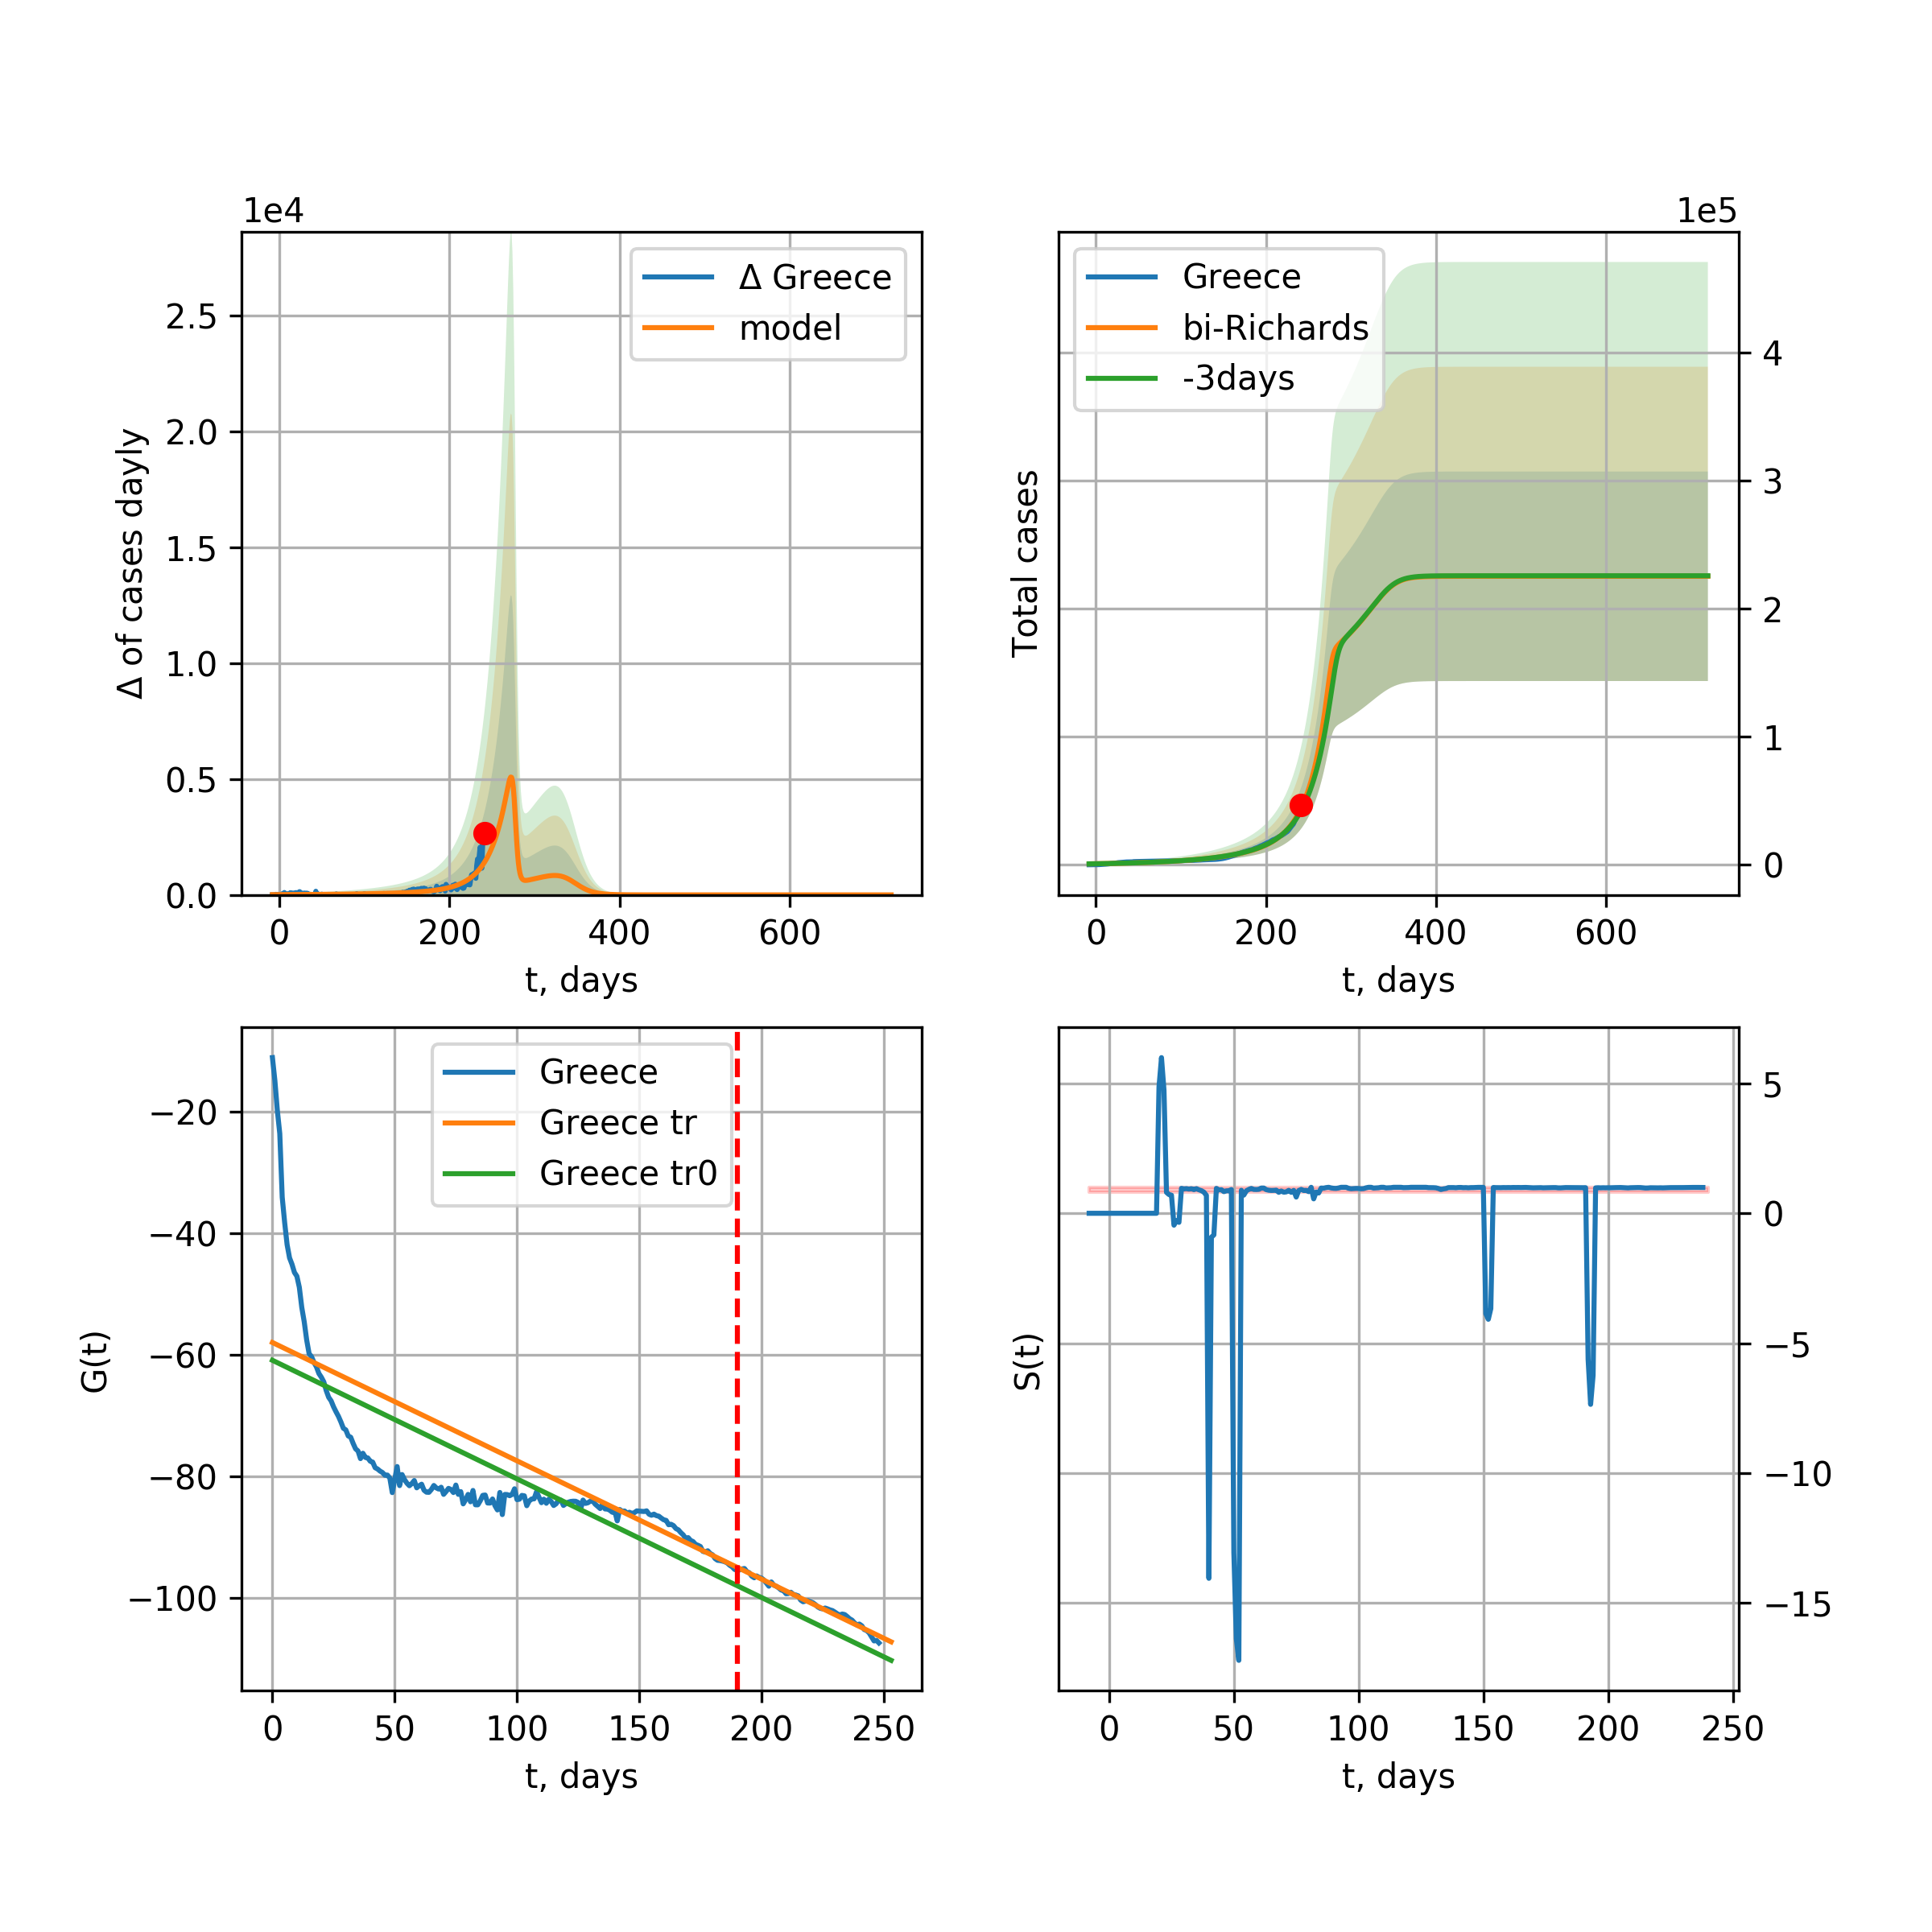 1e4
Δ of cases dayly
2.5
2.0
1.5
1.0
0.5
0.0
0 200 400 600
t, days
Δ Greece
model
1e5
Total cases
4
3
2
1
0
0 200 400 600
t, days
Greece
bi-Richards
-3days
G(t)
−20
−40
−60
−80
−100
0 50 100 150 200 250
t, days
Greece
Greece tr
Greece tr0
S(t)
5
0
−5
−10
−15
0 50 100 150 200 250
t, days